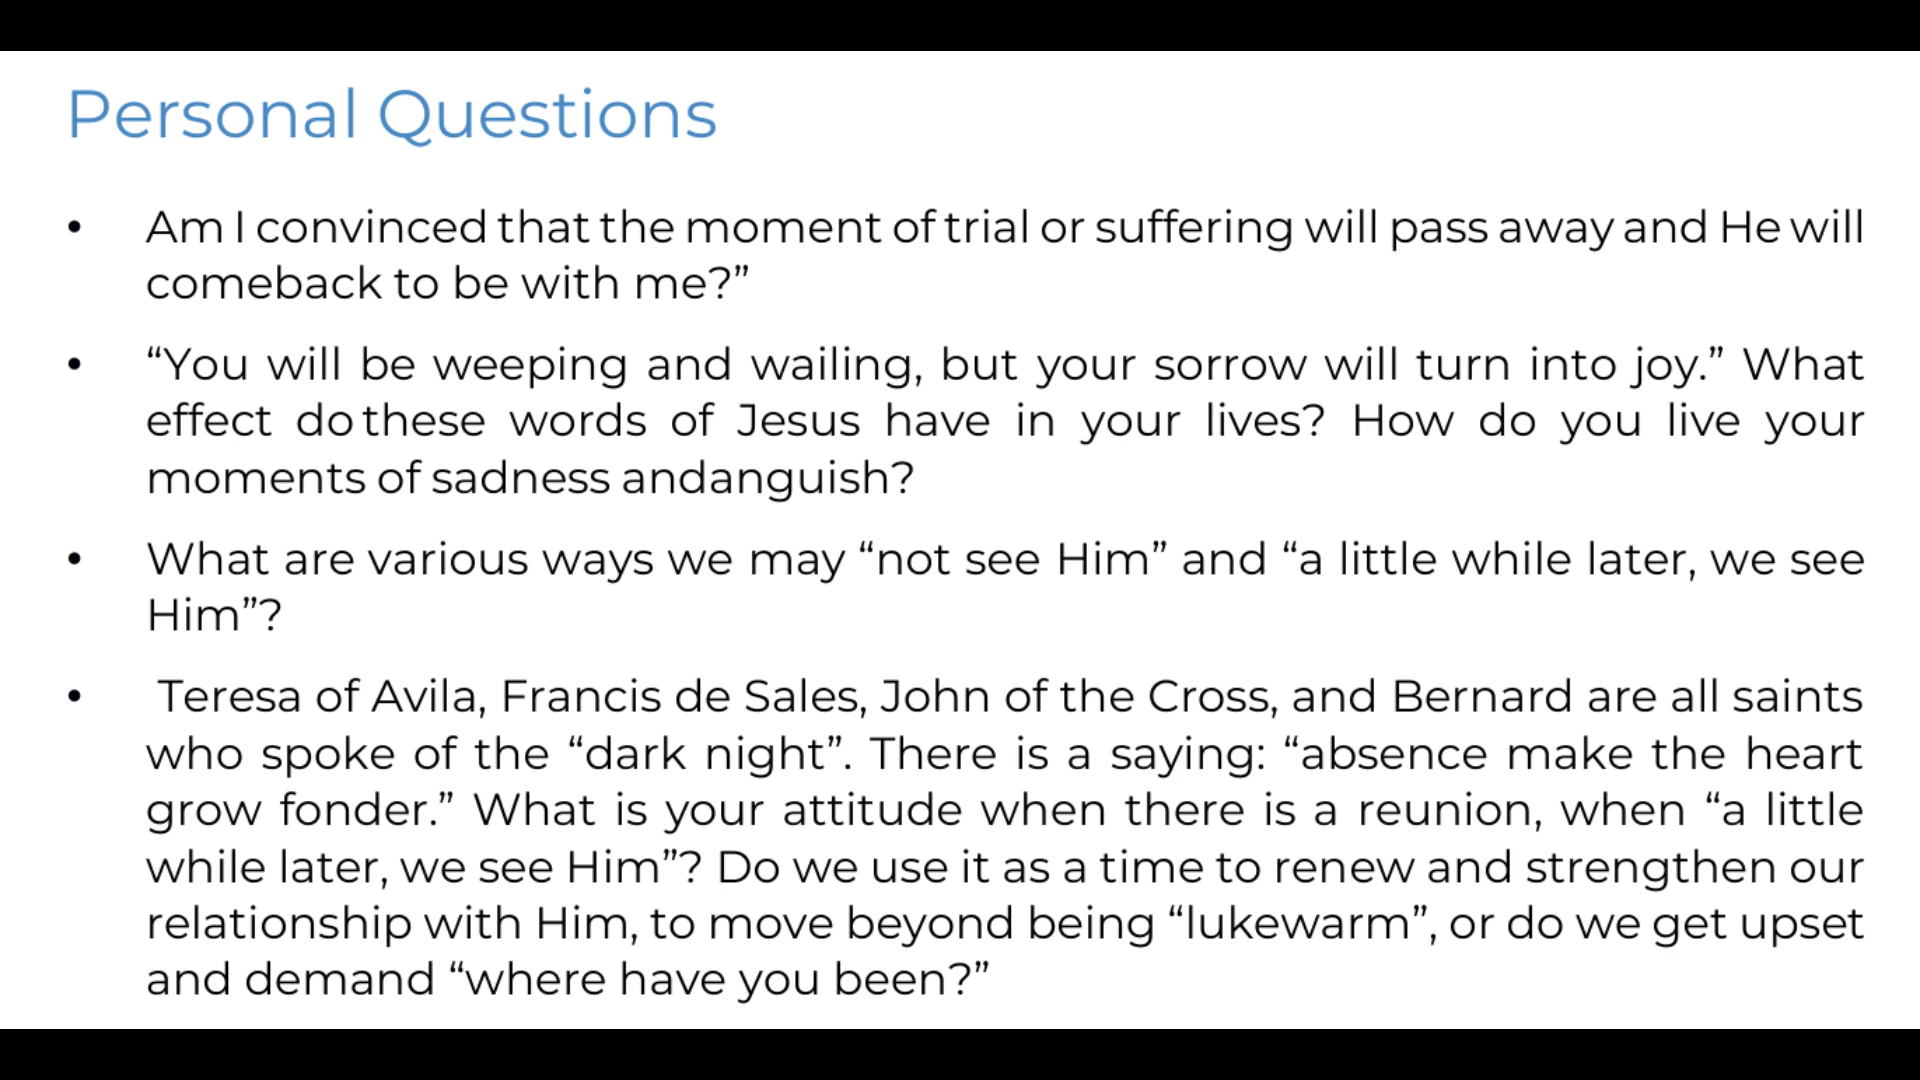 Personal Questions
• Am I convinced that the moment of trial or suffering will pass away and He will
comeback to be with me?”
• “You will be weeping and wailing, but your sorrow will turn into joy.” What
effect do these words of Jesus have in your lives? How do you live your
moments of sadness andanguish?
• What are various ways we may “not see Him” and “a little while later, we see
Him”?
• Teresa of Avila, Francis de Sales, John of the Cross, and Bernard are all saints
who spoke of the “dark night”. There is a saying: “absence make the heart
grow fonder.” What is your attitude when there is a reunion, when “a little
while later, we see Him”? Do we use it as a time to renew and strengthen our
relationship with Him, to move beyond being “lukewarm”, or do we get upset
and demand “where have you been?”